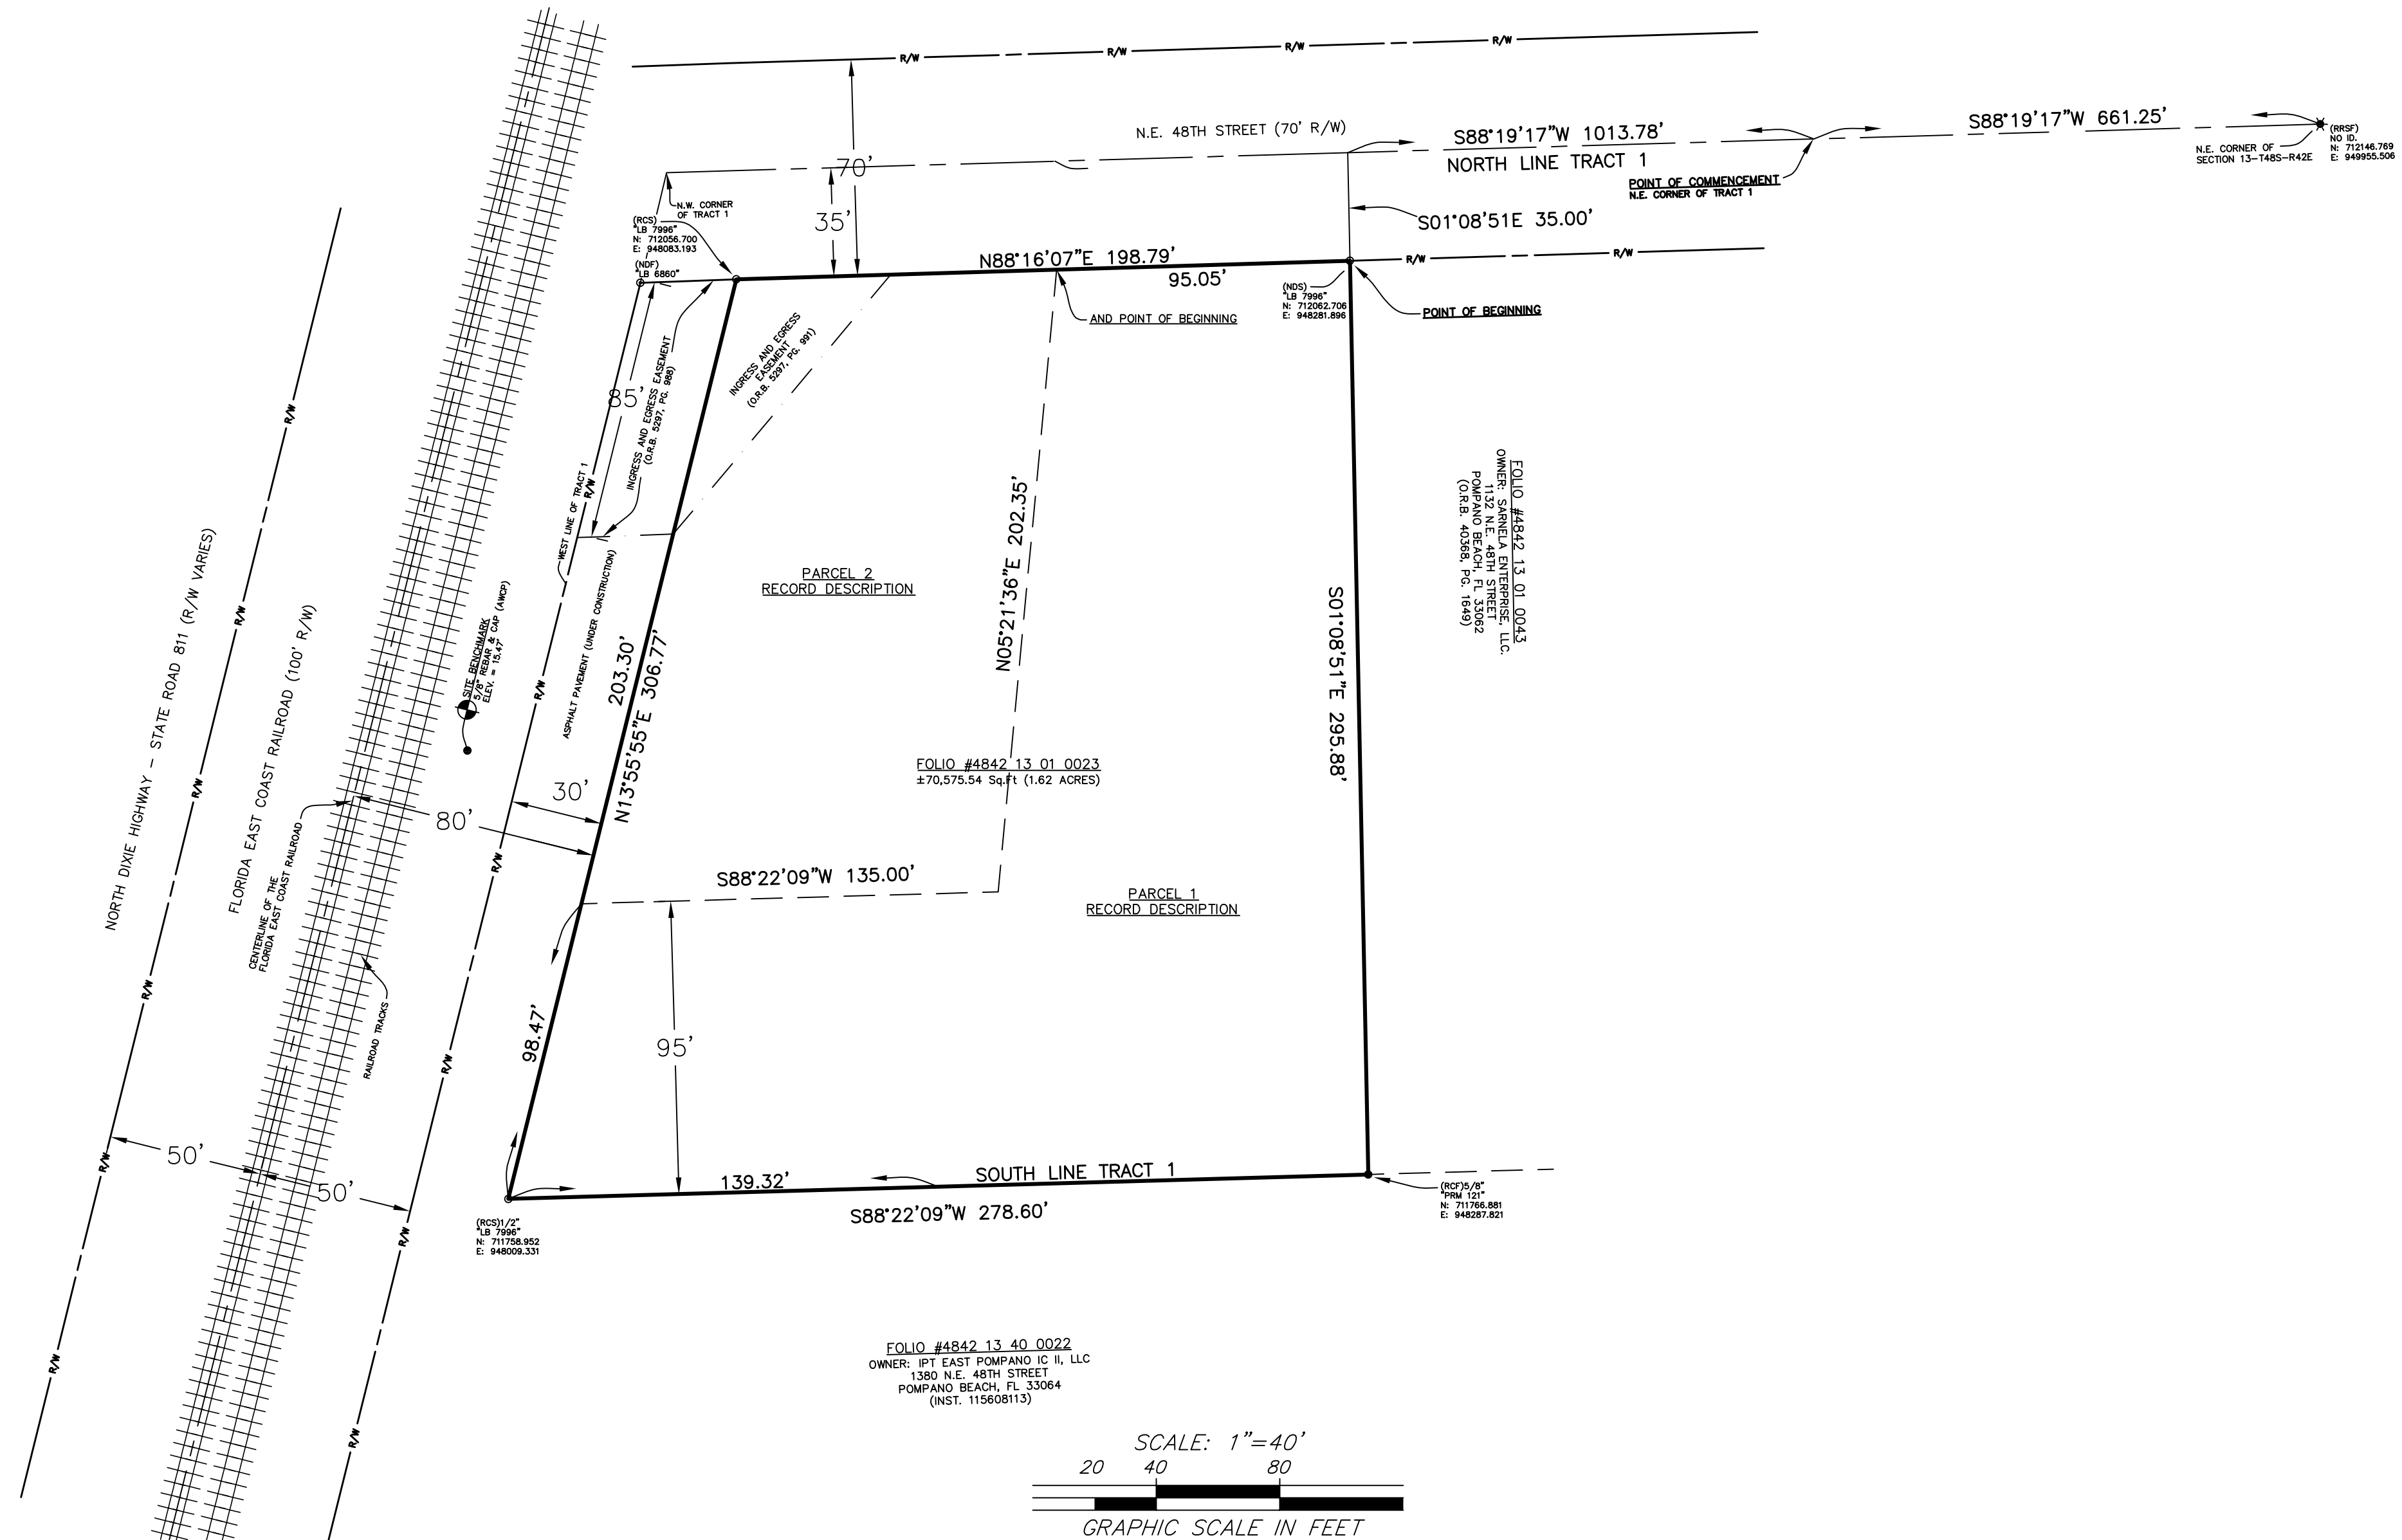 R/W
R/W
R/W
R/W
N.E. 48TH STREET (70' R/W)
S88°19'17"W 1013.78'
NORTH LINE TRACT 1
S88°19'17"W 661.25'
(RRSF)
NO ID.
N: 712146.769
E: 949955.506
N.E. CORNER OF
SECTION 13-T48S-R42E
POINT OF COMMENCEMENT
N.E. CORNER OF TRACT 1
70'
35'
N.W. CORNER
OF TRACT 1
(RCS)
"LB 7996"
N: 712056.700
E: 948083.193
(NDF)
"LB 6860"
S01°08'51E 35.00'
N88°16'07"E 198.79'
95.05'
R/W
R/W
(NDS)
"LB 7996"
N: 712062.706
E: 948281.896
POINT OF BEGINNING
AND POINT OF BEGINNING
INGRESS AND EGRESS
EASEMENT
(O.R.B. 5297, PG. 991)
INGRESS AND EGRESS EASEMENT
(O.R.B. 5297, PG. 988)
85'
WEST LINE OF TRACT 1
R/W
R/W
R/W
R/W
R/W
R/W
R/W
R/W
R/W
R/W
R/W
R/W
R/W
NORTH DIXIE HIGHWAY - STATE ROAD 811 (R/W VARIES)
FLORIDA EAST COAST RAILROAD (100' R/W)
SITE BENCHMARK
5/8" REBAR & CAP (AWCP)
ELEV. = 15.47'
ASPHALT PAVEMENT (UNDER CONSTRUCTION)
PARCEL 2
RECORD DESCRIPTION
203.30'
N13°55'55"E 306.77'
N05°21'36"E 202.35'
S01°08'51"E 295.88'
FOLIO #4842 13 01 0043
OWNER: SARNELA ENTERPRISE, LLC.
1132 N.E. 48TH STREET
POMPANO BEACH, FL 33062
(O.R.B. 40368, PG. 1649)
FOLIO #4842 13 01 0023
±70,575.54 Sq.Ft (1.62 ACRES)
30'
80'
CENTERLINE OF THE
FLORIDA EAST COAST RAILROAD
RAILROAD TRACKS
S88°22'09"W 135.00'
PARCEL 1
RECORD DESCRIPTION
98.47'
95'
50'
50'
139.32'
SOUTH LINE TRACT 1
S88°22'09"W 278.60'
(RCF)5/8"
"PRM 121"
N: 711766.881
E: 948287.821
(RCS)1/2"
"LB 7996"
N: 711758.952
E: 948009.331
FOLIO #4842 13 40 0022
OWNER: IPT EAST POMPANO IC II, LLC
1380 N.E. 48TH STREET
POMPANO BEACH, FL 33064
(INST. 115608113)
SCALE: 1"=40'
20 40 80
GRAPHIC SCALE IN FEET